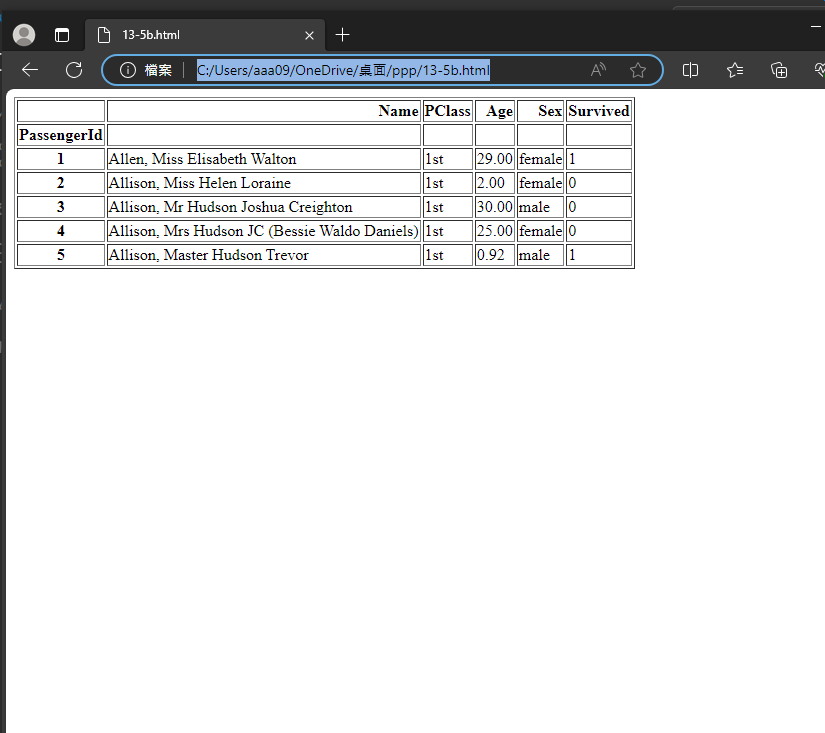 13-5b.html
檔案 C:/Users/aaa09/OneDrive/桌面/ppp/13-5b.html
Name PClass Age Sex Survived
PassengerId
1 Allen, Miss Elisabeth Walton 1st 29.00 female 1
2 Allison, Miss Helen Loraine 1st 2.00 female 0
3 Allison, Mr Hudson Joshua Creighton 1st 30.00 male 0
4 Allison, Mrs Hudson JC (Bessie Waldo Daniels) 1st 25.00 female 0
5 Allison, Master Hudson Trevor 1st 0.92 male 1